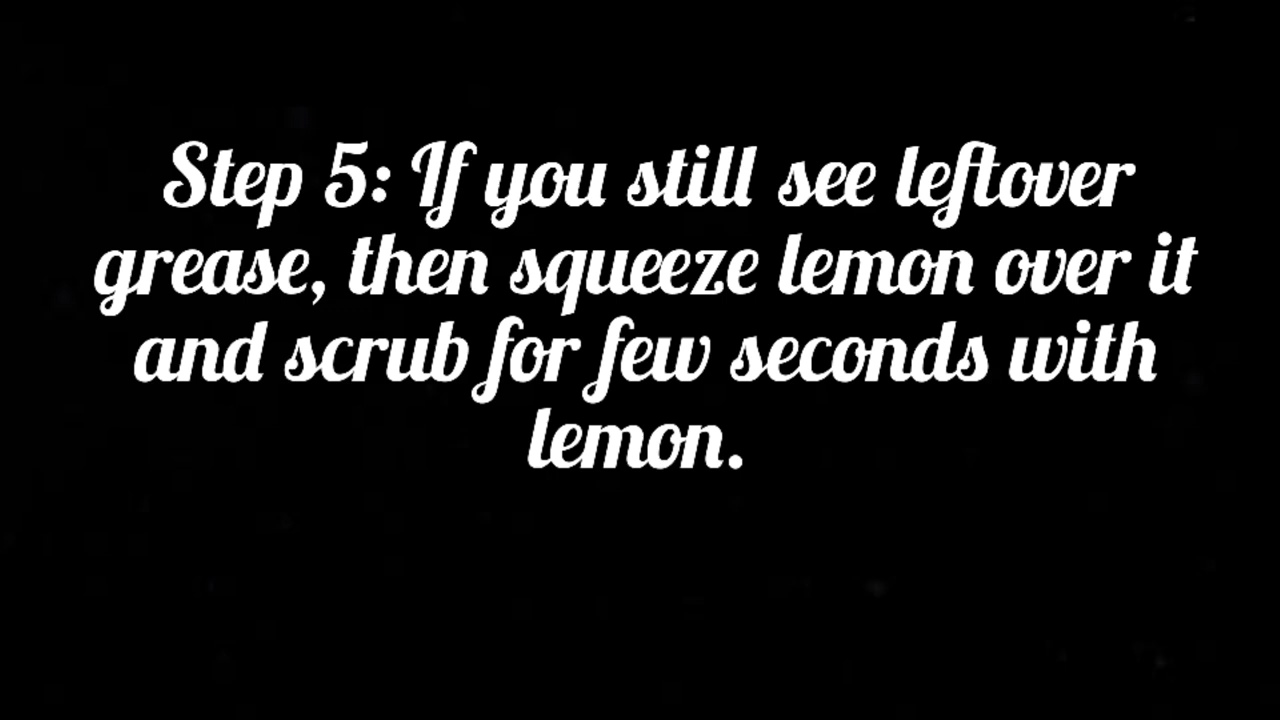 Step 5: If you still see leftover
grease, then squeeze lemon over it
and scrub for few seconds with
lemon.